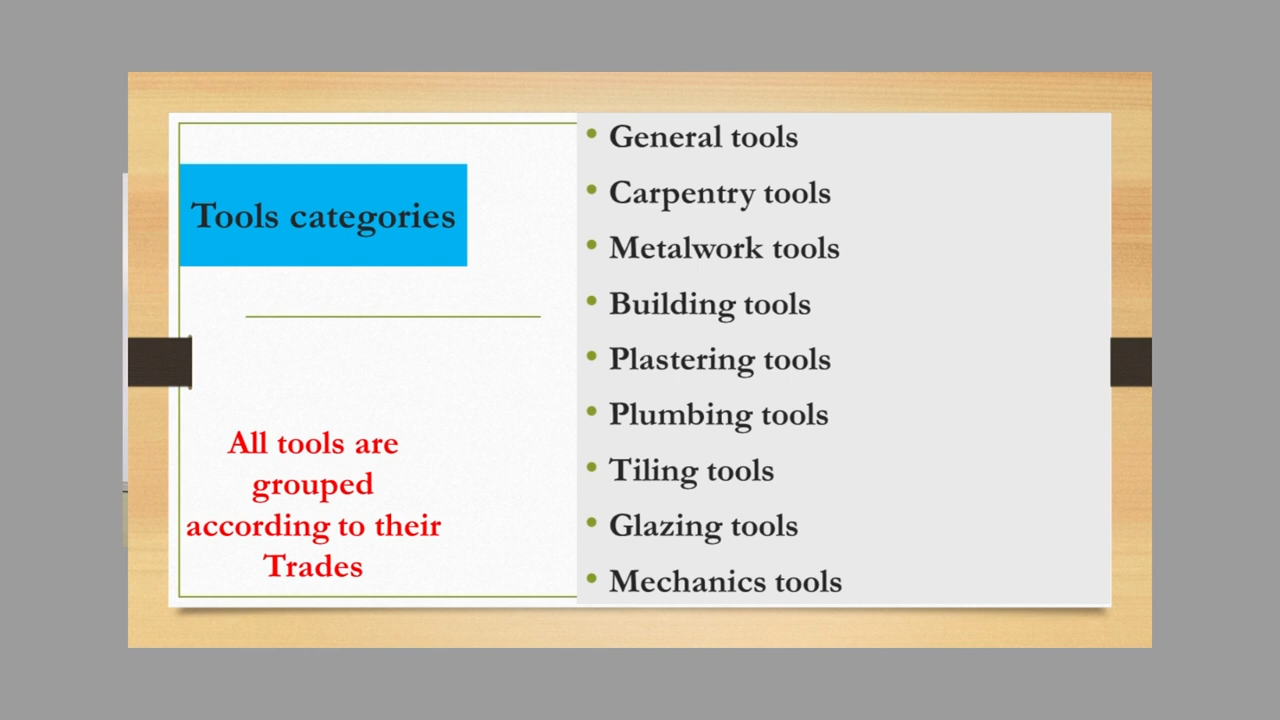 Tools categories
All tools are
grouped
according to their
Trades
• General tools
• Carpentry tools
• Metalwork tools
• Building tools
• Plastering tools
• Plumbing tools
• Tiling tools
• Glazing tools
• Mechanics tools